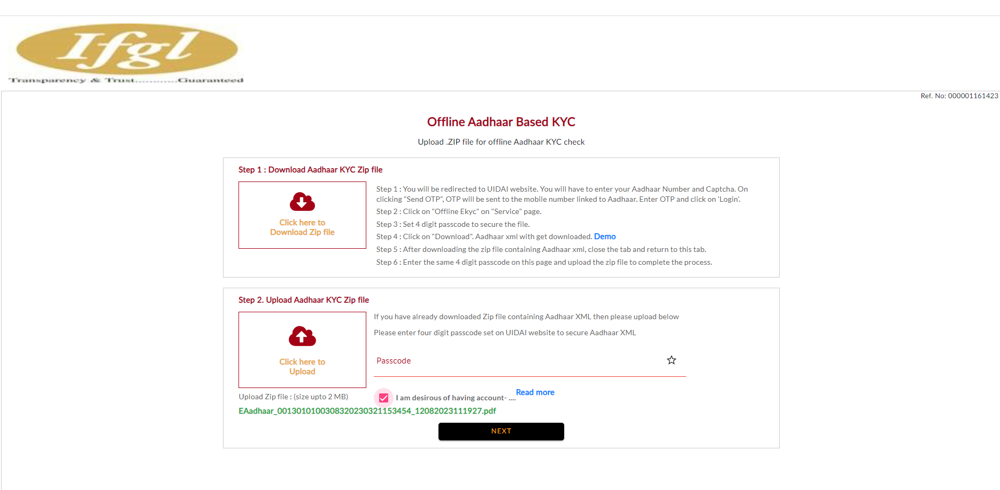 Ifgl
Transparency & Trust............Guaranteed
Ref. No: 000001161423
Offline Aadhaar Based KYC
Upload .ZIP file for offline Aadhaar KYC check
Step 1 : Download Aadhaar KYC Zip file
Click here to
Download Zip file
Step 1 : You will be redirected to UIDAI website. You will have to enter your Aadhaar Number and Captcha. On
clicking "Send OTP", OTP will be sent to the mobile number linked to Aadhaar. Enter OTP and click on 'Login'.
Step 2 : Click on "Offline Ekyc" on "Service" page.
Step 3 : Set 4 digit passcode to secure the file.
Step 4 : Click on "Download". Aadhaar xml with get downloaded. Demo
Step 5 : After downloading the zip file containing Aadhaar xml, close the tab and return to this tab.
Step 6 : Enter the same 4 digit passcode on this page and upload the zip file to complete the process.
Step 2. Upload Aadhaar KYC Zip file
Click here to
Upload
If you have already downloaded Zip file containing Aadhaar XML then please upload below
Please enter four digit passcode set on UIDAI website to secure Aadhaar XML
Passcode
Upload Zip file : (size upto 2 MB)
I am desirous of having account- .... Read more
EAadhaar_0013010100308320230321153454_12082023111927.pdf
NEXT